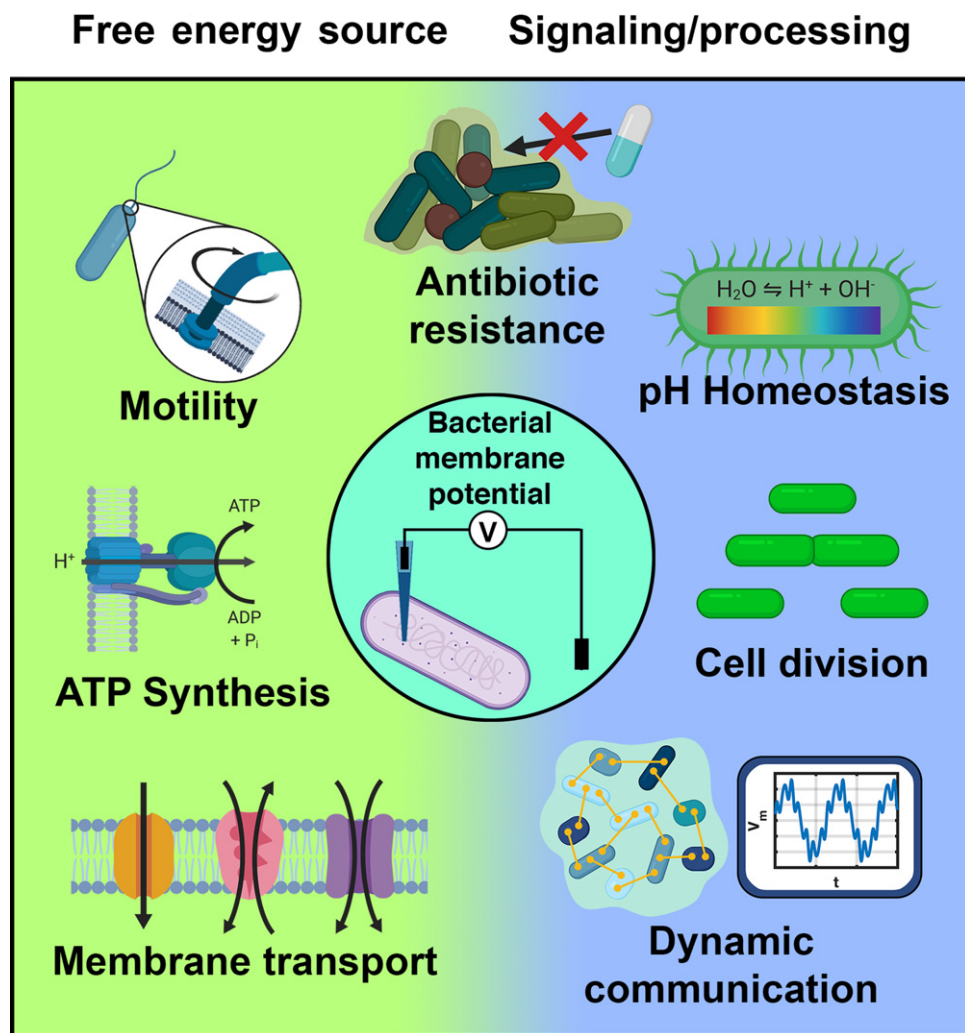 Free energy source
Signaling/processing
Antibiotic
resistance
Motility
H₂O ⇋ H⁺ + OH⁻
pH Homeostasis
Bacterial
membrane
potential
V
ATP
H⁺
ADP
+ Pᵢ
ATP Synthesis
Cell division
Membrane transport
Vₘ
t
Dynamic
communication